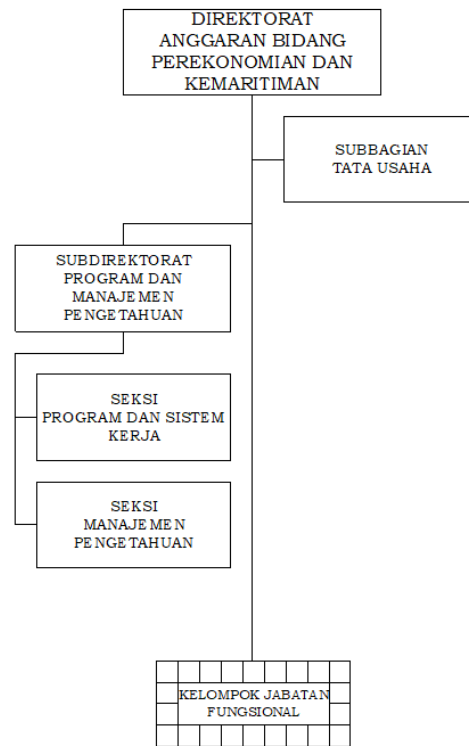 DIREKTORAT
ANGGARAN BIDANG
PEREKONOMIAN DAN
KEMARITIMAN
SUBBAGIAN
TATA USAHA
SUBDIREKTORAT
PROGRAM DAN
MANAJEMEN
PENGETAHUAN
SEKSI
PROGRAM DAN SISTEM
KERJA
SEKSI
MANAJEMEN
PENGETAHUAN
KELOMPOK JABATAN
FUNGSIONAL